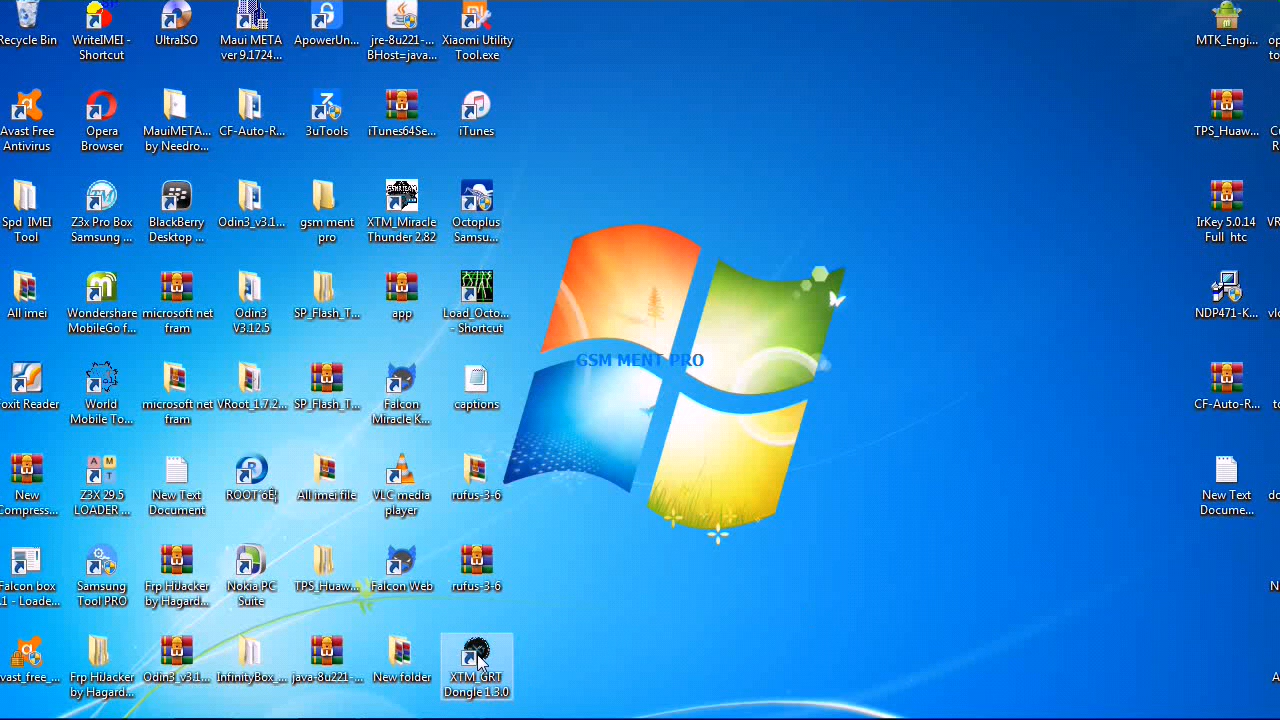 Recycle Bin
WriteIMEI -
Shortcut
UltraISO
Maui META
ver 9.1724...
ApowerUn...
jre-8u221-...
BHost=java...
Xiaomi Utility
Tool.exe
MTK_Engi...
Avast Free
Antivirus
Opera
Browser
MauiMETA...
by Needro...
CF-Auto-R...
3uTools
iTunes64Se...
iTunes
TPS_Huaw...
Spd IMEI
Tool
Z3x Pro Box
Samsung ...
BlackBerry
Desktop ...
Odin3_v3.1...
gsm ment
pro
XTM_Miracle
Thunder 2.82
Octoplus
Samsu...
IrKey 5.0.14
Full htc
All imei
Wondershare
MobileGo f...
microsoft net
fram
Odin3
V3.12.5
SP_Flash_T...
app
Load_Octo...
- Shortcut
NDP471-K...
GSM MENT PRO
oxit Reader
World
Mobile To...
microsoft net
fram
VRoot_1.7.2...
SP_Flash_T...
Falcon
Miracle K...
captions
CF-Auto-R...
New
Compress...
Z3X 29.5
LOADER ...
New Text
Document
All imei file
VLC media
player
rufus-3-6
New Text
Docume...
Falcon box
.1 - Loade...
Samsung
Tool PRO
Frp HiJacker
by Hagard...
Nokia PC
Suite
TPS_Huaw...
Falcon Web
rufus-3-6
vast_free_...
Frp HiJacker
by Hagard...
Odin3_v3.1...
InfinityBox_...
java-8u221-...
New folder
XTM_GRT
Dongle 1.3.0